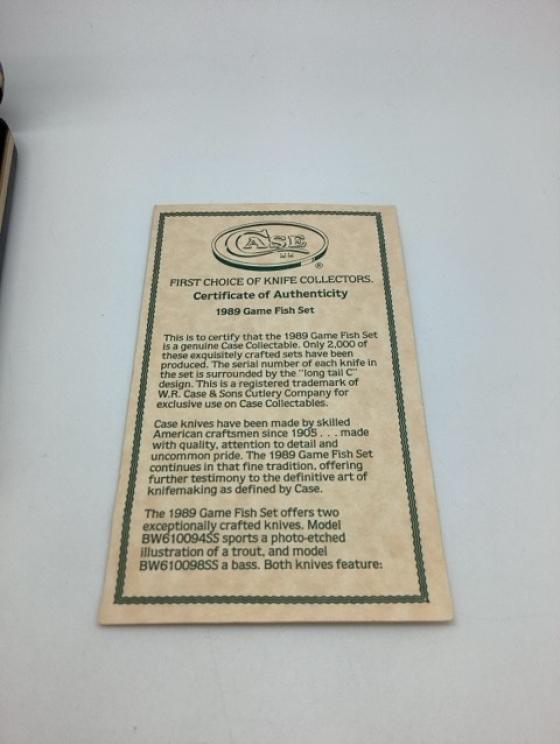 CASE
XX
®
FIRST CHOICE OF KNIFE COLLECTORS.
Certificate of Authenticity
1989 Game Fish Set
This is to certify that the 1989 Game Fish Set
is a genuine Case Collectable. Only 2,000 of
these exquisitely crafted sets have been
produced. The serial number of each knife in
the set is surrounded by the "long tail C"
design. This is a registered trademark of
W.R. Case & Sons Cutlery Company for
exclusive use on Case Collectables.
Case knives have been made by skilled
American craftsmen since 1905 . . . made
with quality, attention to detail and
uncommon pride. The 1989 Game Fish Set
continues in that fine tradition, offering
further testimony to the definitive art of
knifemaking as defined by Case.
The 1989 Game Fish Set offers two
exceptionally crafted knives. Model
BW610094SS sports a photo-etched
illustration of a trout, and model
BW610098SS a bass. Both knives feature: